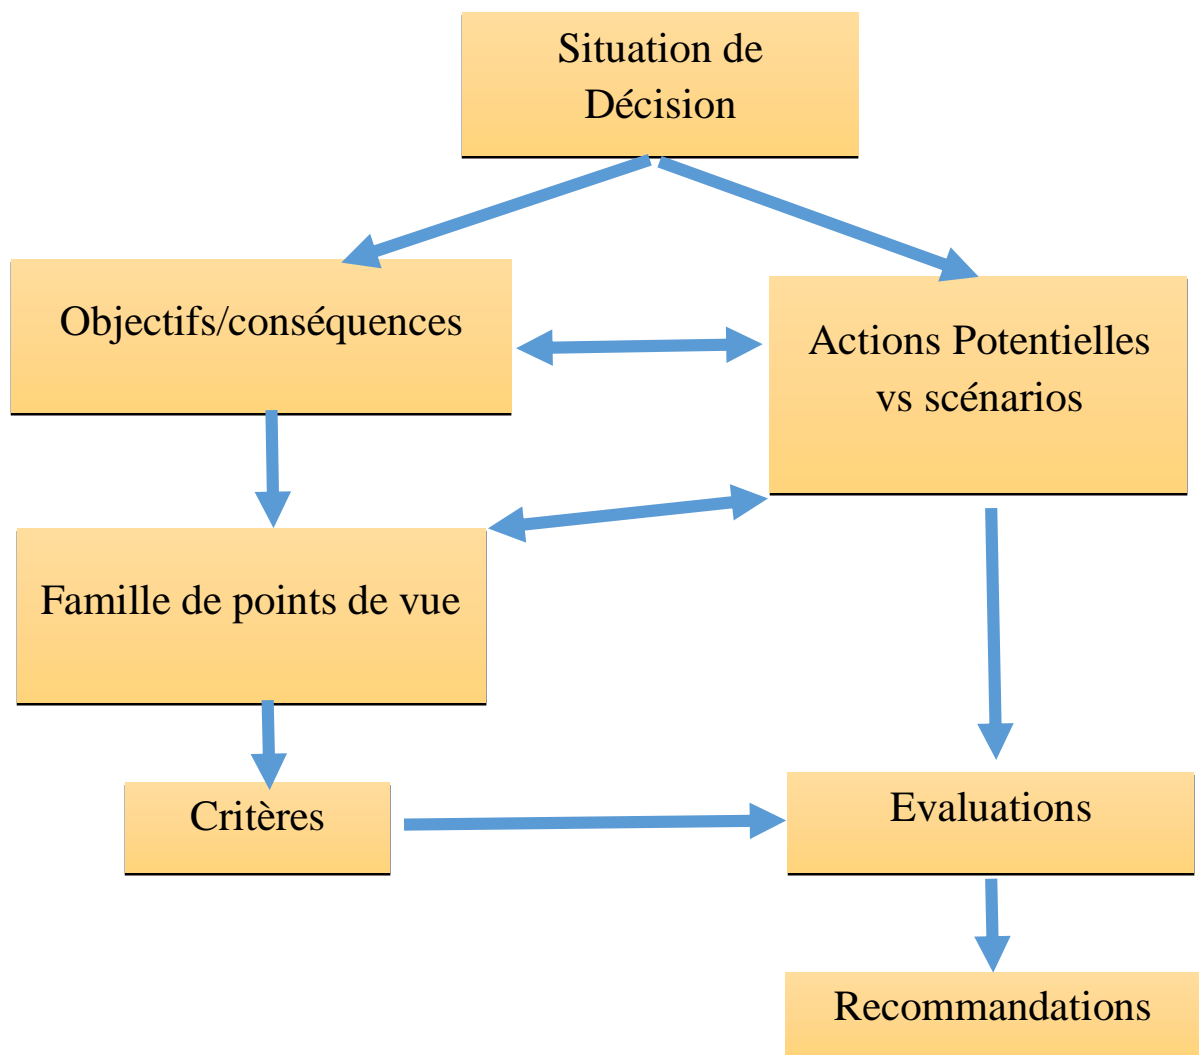 Situation de
Décision
Objectifs/conséquences
Actions Potentielles
vs scénarios
Famille de points de vue
Critères
Evaluations
Recommandations